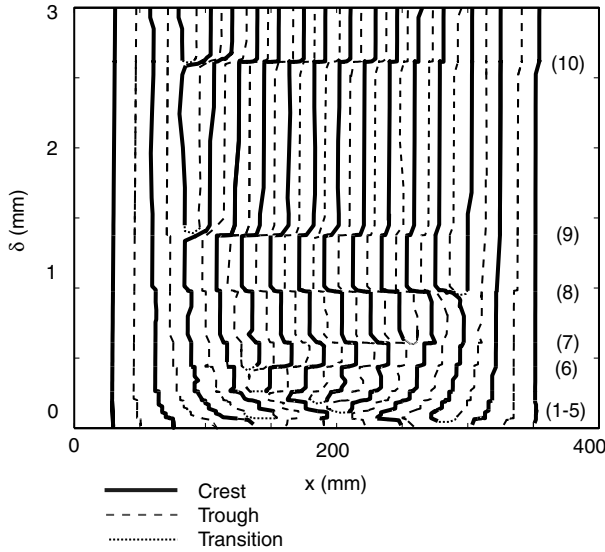 3
(10)
2
δ (mm)
(9)
1
(8)
(7)
(6)
0
(1-5)
0
200
400
x (mm)
Crest
Trough
Transition